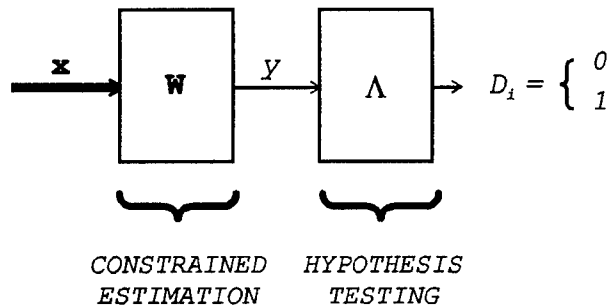 x
W
y
Λ
D_i = { 0
1
CONSTRAINED
ESTIMATION
HYPOTHESIS
TESTING